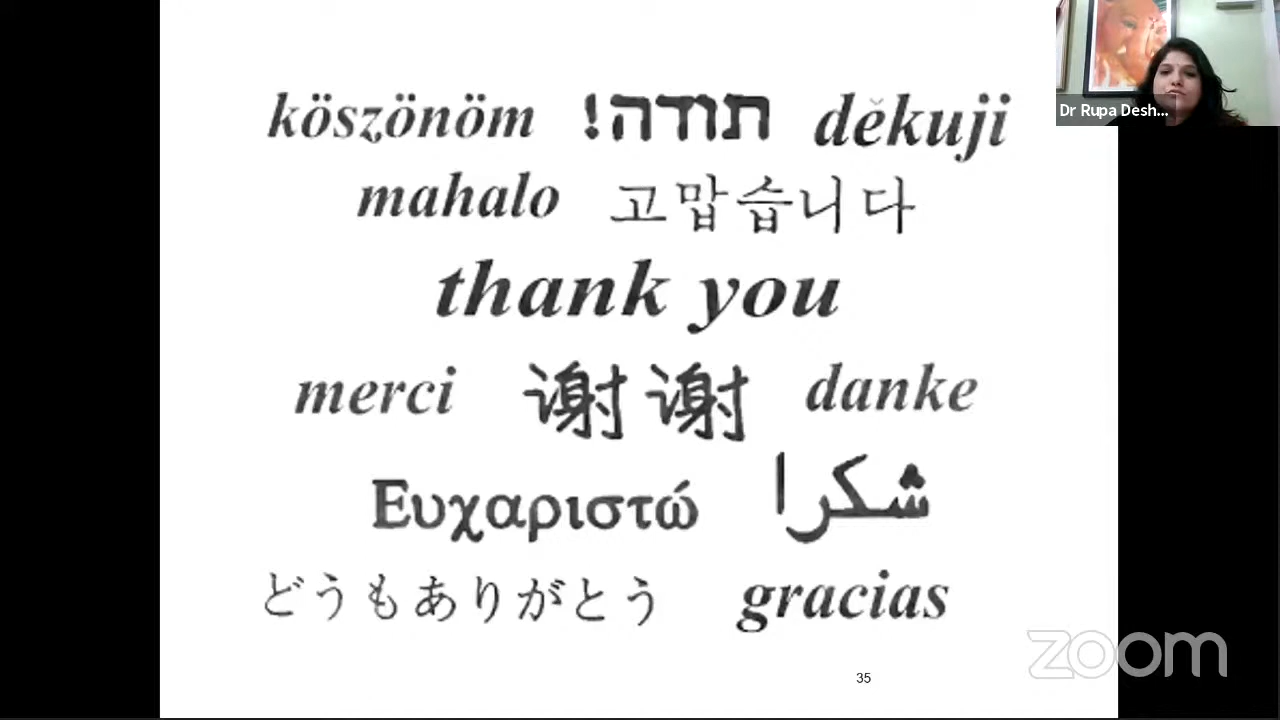 köszönöm תודה! děkuji
Dr Rupa Desh...
mahalo 고맙습니다
thank you
merci 谢谢 danke
Ευχαριστώ شكرا
どうもありがとう gracias
zoom
35